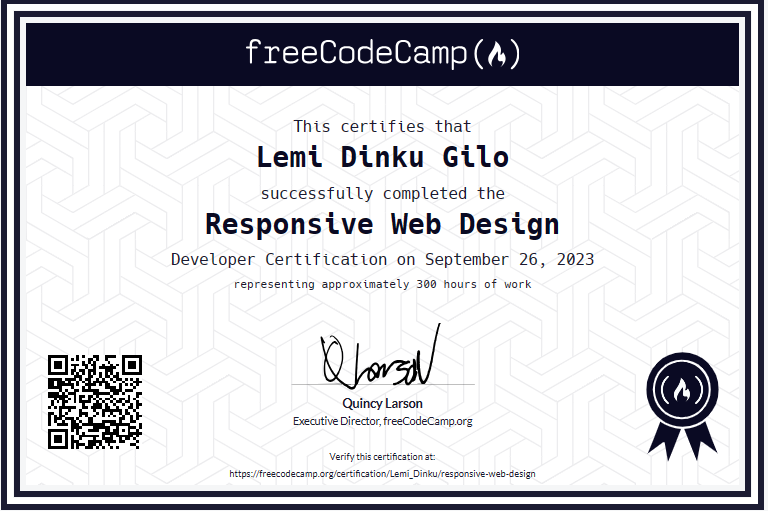 freeCodeCamp(🔥)
This certifies that
Lemi Dinku Gilo
successfully completed the
Responsive Web Design
Developer Certification on September 26, 2023
representing approximately 300 hours of work
Quincy Larson
Executive Director, freeCodeCamp.org
Verify this certification at:
https://freecodecamp.org/certification/Lemi_Dinku/responsive-web-design